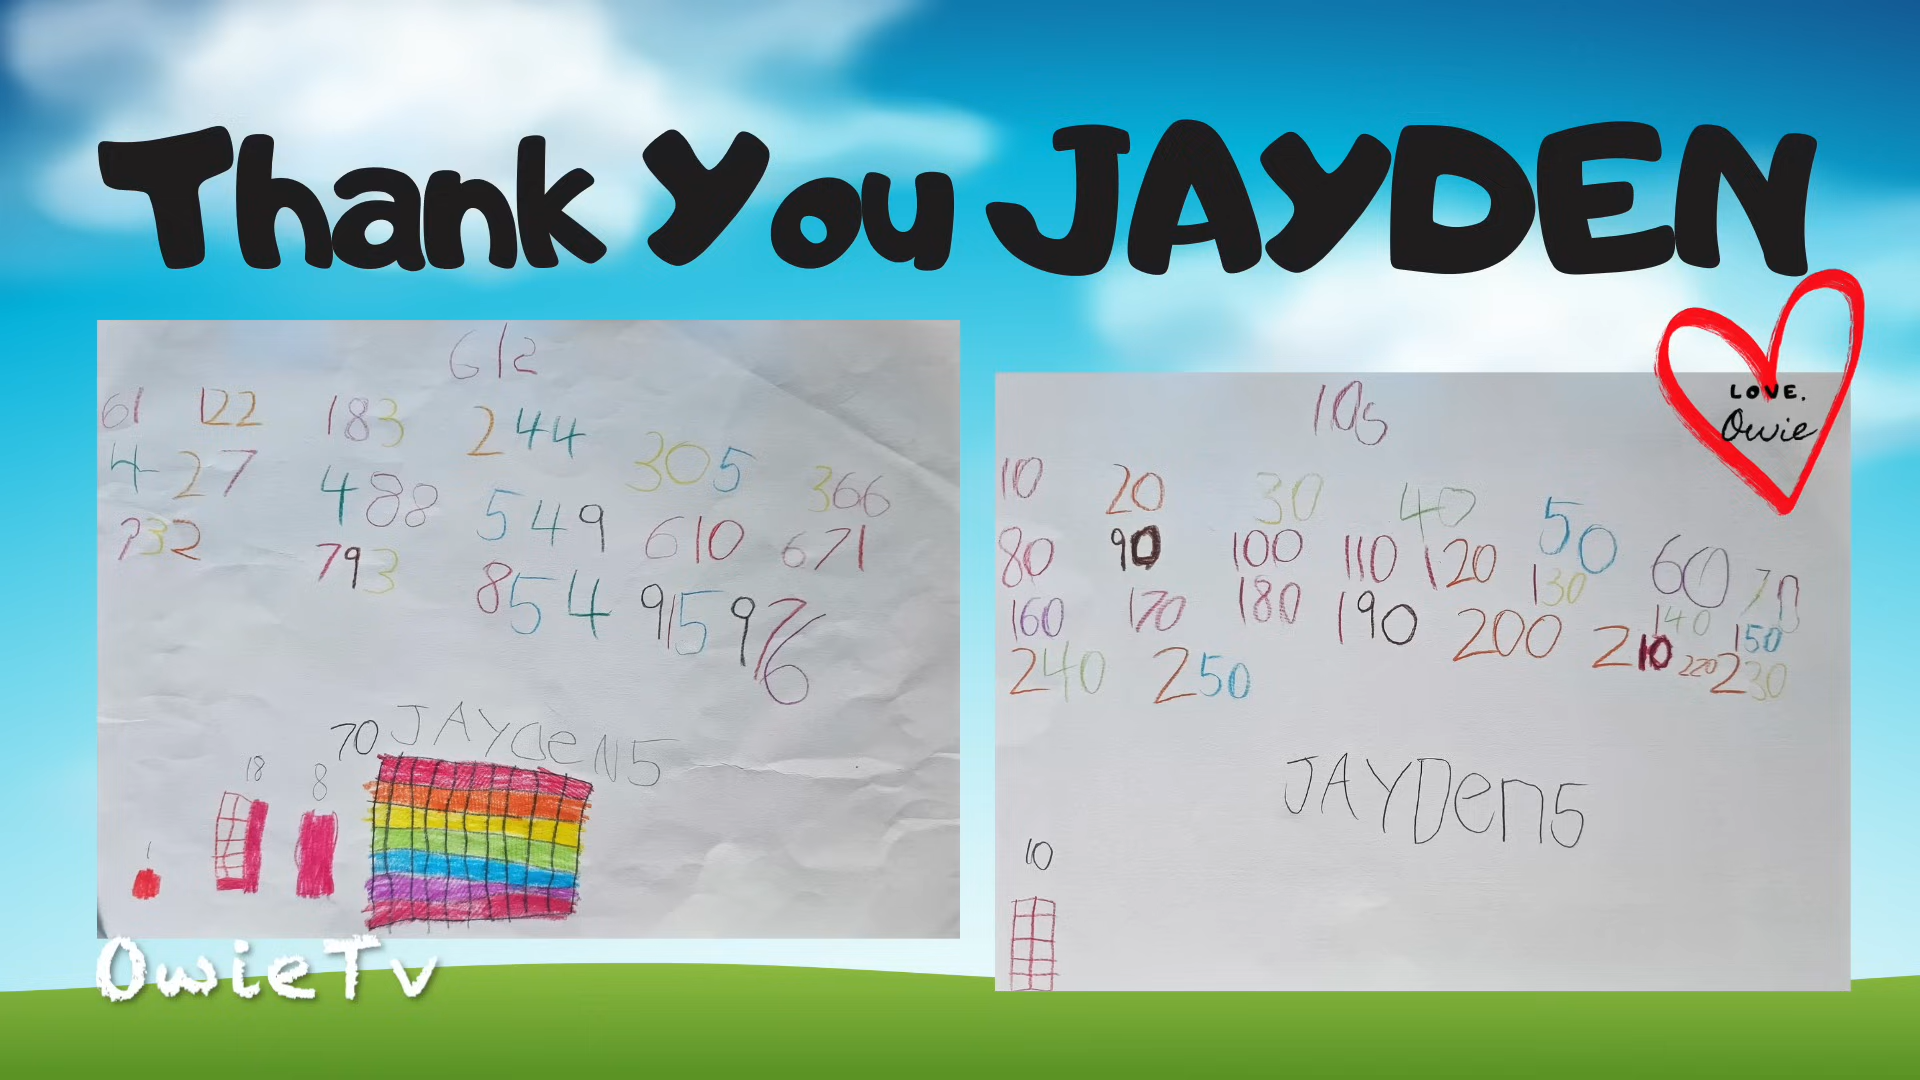 Thank You JAYDEN
612
61 122 183 244 305 366
427 488 549 610 671
732 793 854 915 976
70 JAYDeN5
18 8
1
LOVE,
Owie
10s
10 20 30 40 50 60 70
80 90 100 110 120 130 140 150
160 170 180 190 200 210 220 230
240 250
JAYDen5
10
OwieTv